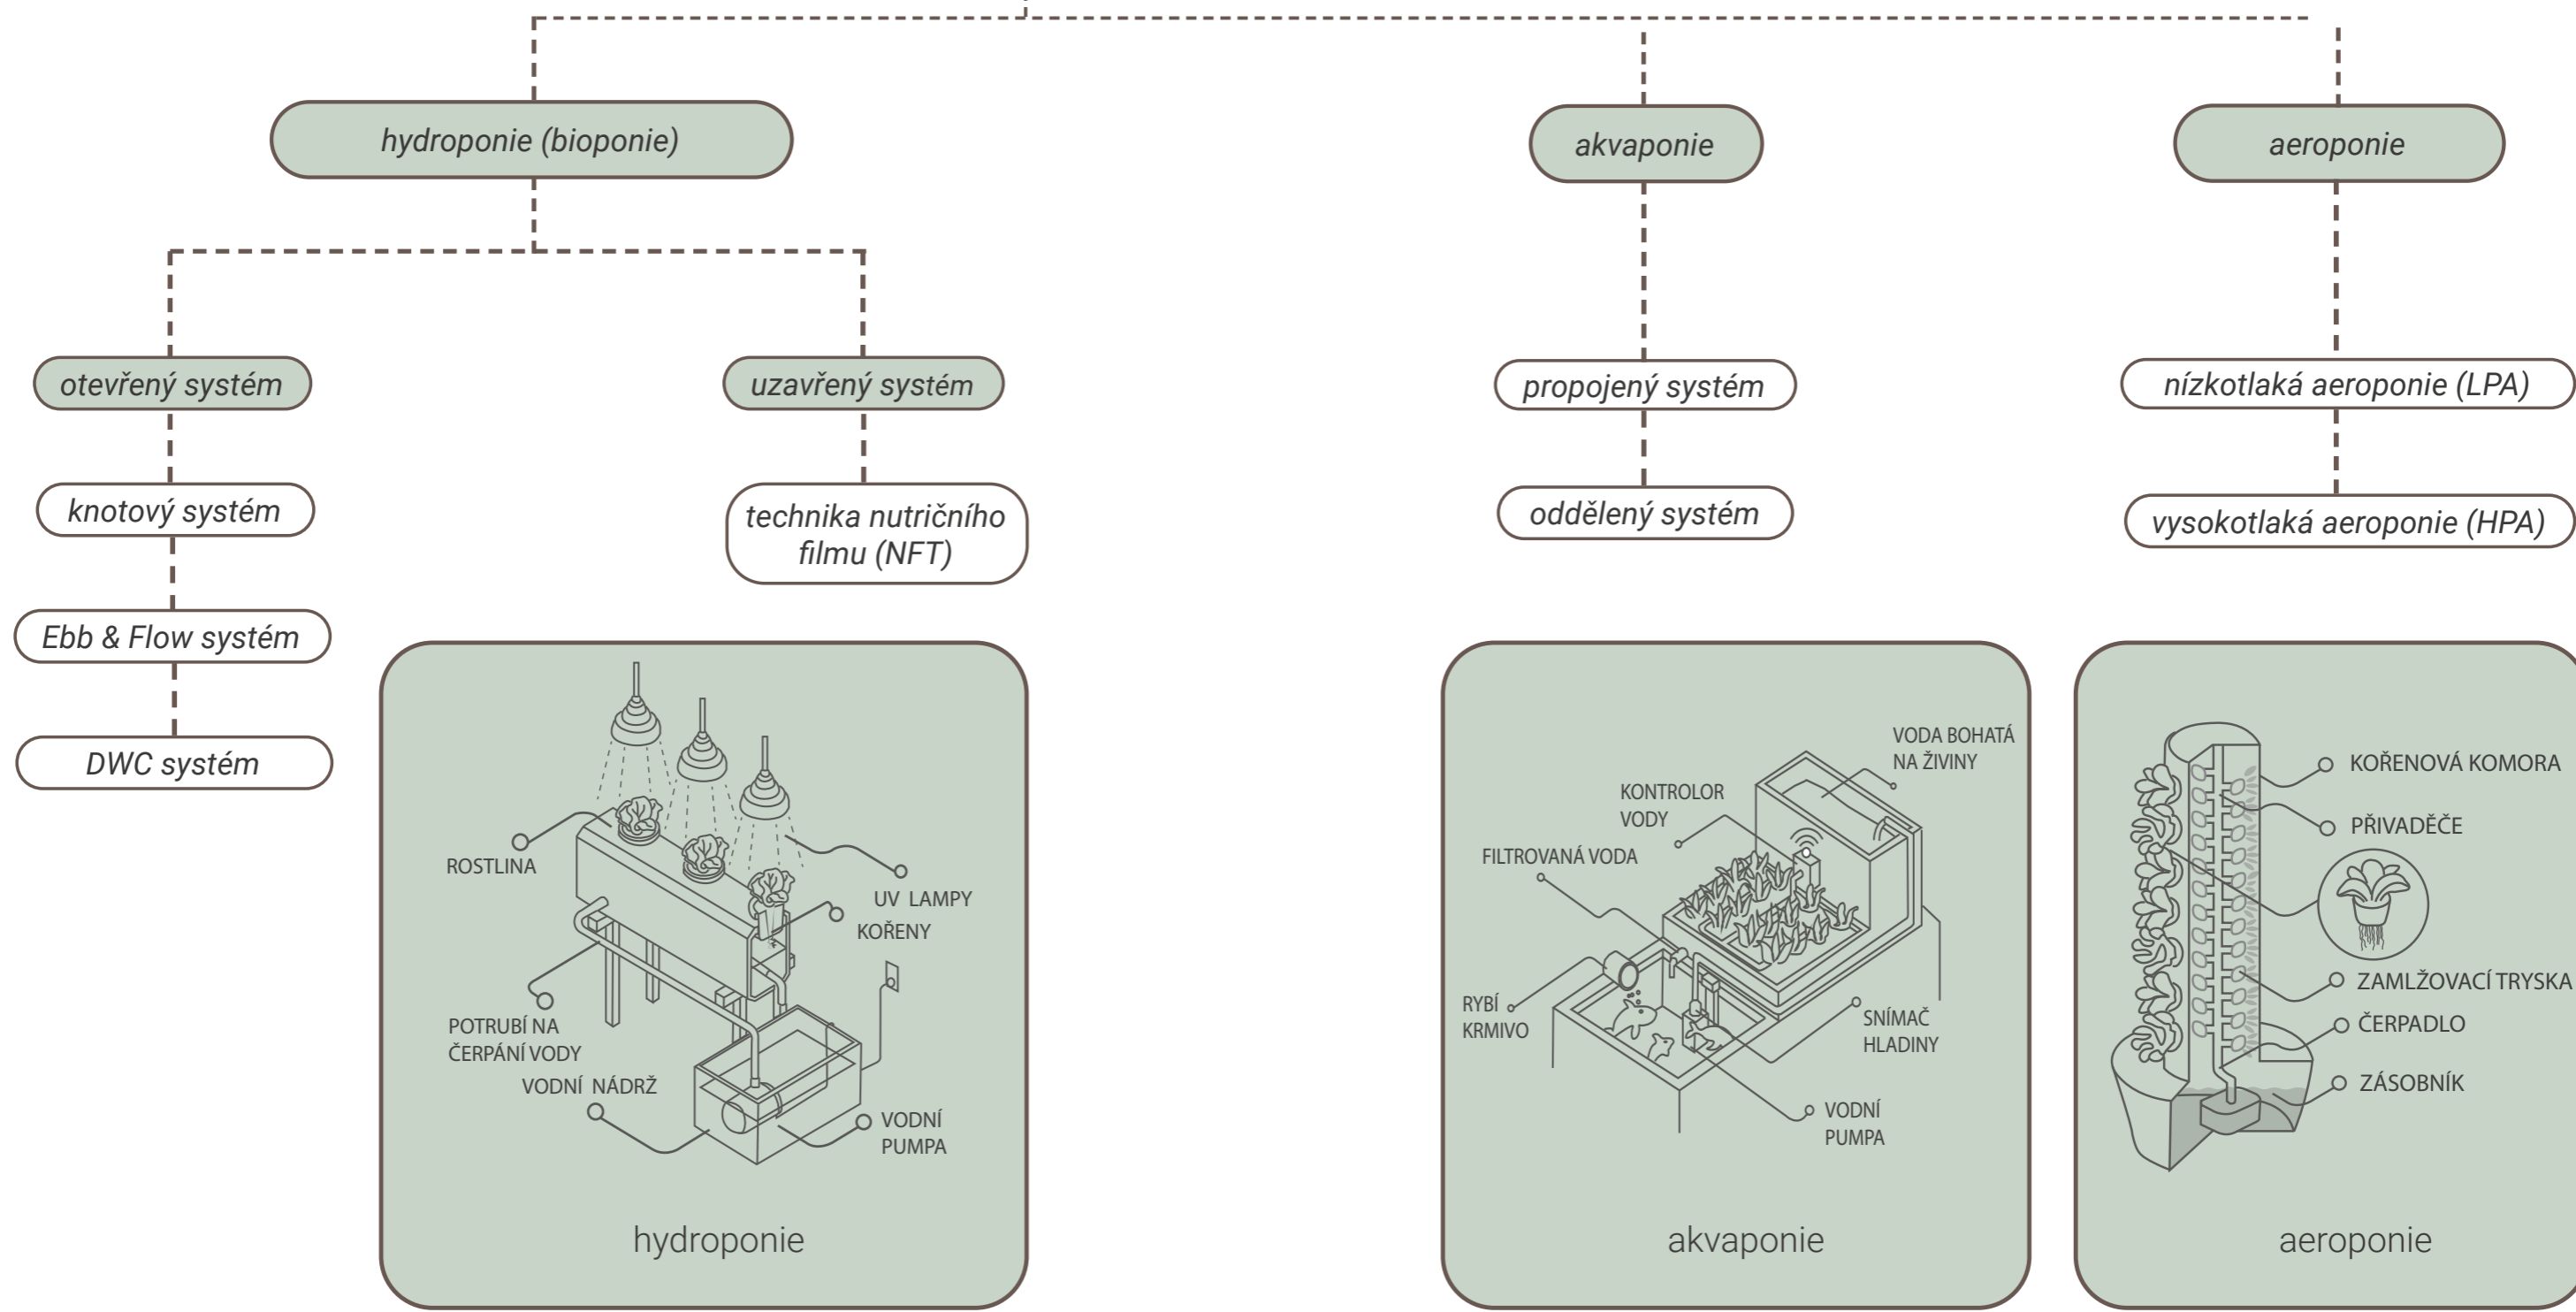 hydroponie (bioponie)
akvaponie
aeroponie
otevřený systém
uzavřený systém
propojený systém
nízkotlaká aeroponie (LPA)
knotový systém
technika nutričního
filmu (NFT)
oddělený systém
vysokotlaká aeroponie (HPA)
Ebb & Flow systém
DWC systém
ROSTLINA
UV LAMPY
KOŘENY
POTRUBÍ NA
ČERPÁNÍ VODY
VODNÍ NÁDRŽ
VODNÍ
PUMPA
hydroponie
VODA BOHATÁ
NA ŽIVINY
KONTROLOR
VODY
FILTROVANÁ VODA
RYBÍ
KRMIVO
SNÍMAČ
HLADINY
VODNÍ
PUMPA
akvaponie
KOŘENOVÁ KOMORA
PŘIVADĚČE
ZAMLŽOVACÍ TRYSKA
ČERPADLO
ZÁSOBNÍK
aeroponie